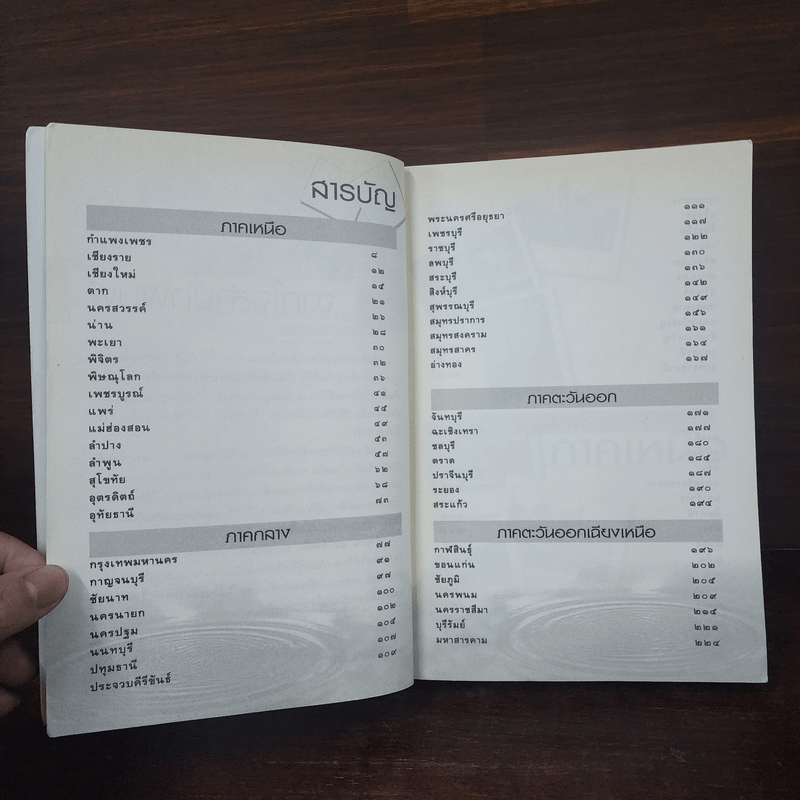 สารบัญ
ภาคเหนือ
กำแพงเพชร ๘
เชียงราย ๑๒
เชียงใหม่ ๑๕
ตาก ๒๑
นครสวรรค์ ๒๖
น่าน ๒๘
พะเยา ๓๐
พิจิตร ๓๒
พิษณุโลก ๓๖
เพชรบูรณ์ ๔๑
แพร่ ๔๕
แม่ฮ่องสอน ๔๙
ลำปาง ๕๓
ลำพูน ๕๗
สุโขทัย ๖๒
อุตรดิตถ์ ๖๘
อุทัยธานี ๗๓
ภาคกลาง
กรุงเทพมหานคร ๗๗
กาญจนบุรี ๙๑
ชัยนาท ๙๗
นครนายก ๑๐๐
นครปฐม ๑๐๒
นนทบุรี ๑๐๔
ปทุมธานี ๑๐๗
ประจวบคีรีขันธ์ ๑๐๙
พระนครศรีอยุธยา ๑๑๑
เพชรบุรี ๑๑๗
ราชบุรี ๑๒๒
ลพบุรี ๑๓๐
สระบุรี ๑๓๖
สิงห์บุรี ๑๔๒
สุพรรณบุรี ๑๔๙
สมุทรปราการ ๑๕๖
สมุทรสงคราม ๑๖๑
สมุทรสาคร ๑๖๔
อ่างทอง ๑๖๗
ภาคตะวันออก
จันทบุรี ๑๗๑
ฉะเชิงเทรา ๑๗๗
ชลบุรี ๑๘๐
ตราด ๑๘๕
ปราจีนบุรี ๑๘๗
ระยอง ๑๙๐
สระแก้ว ๑๙๔
ภาคตะวันออกเฉียงเหนือ
กาฬสินธุ์ ๑๙๖
ขอนแก่น ๒๐๒
ชัยภูมิ ๒๐๕
นครพนม ๒๐๙
นครราชสีมา ๒๑๕
บุรีรัมย์ ๒๒๑
มหาสารคาม ๒๒๔